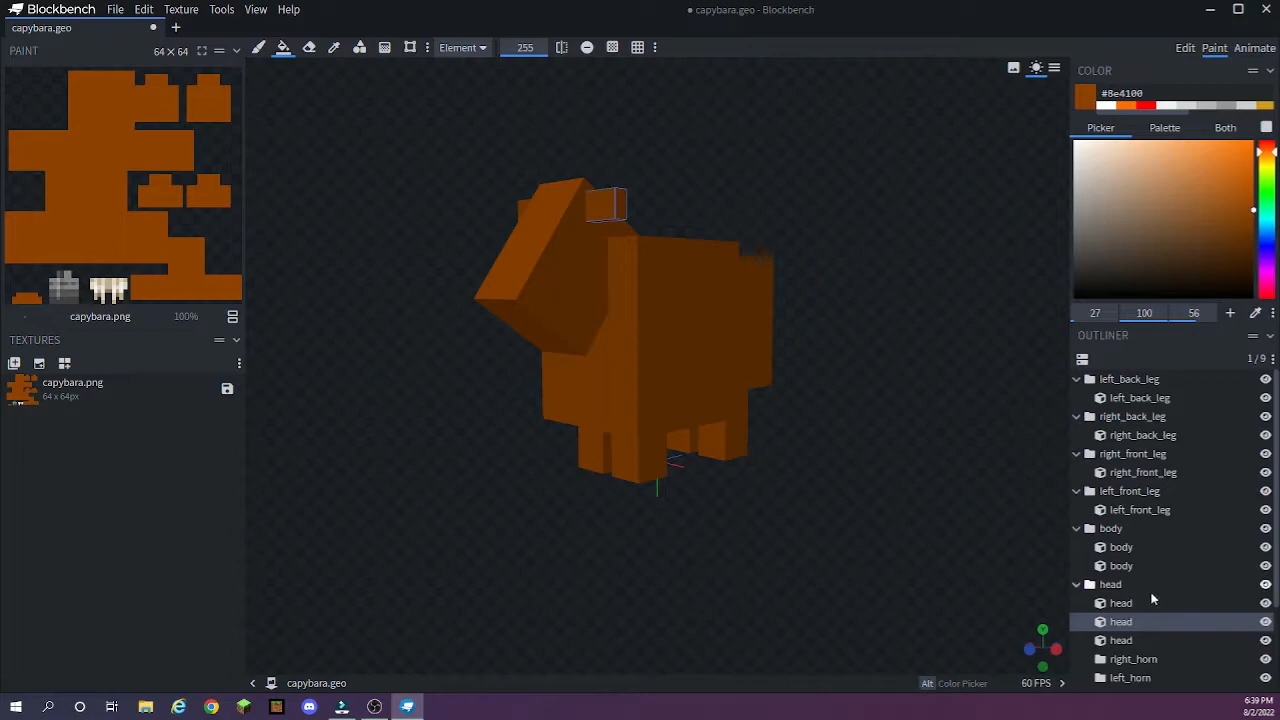 Blockbench File Edit Texture Tools View Help
capybara.geo - Blockbench
capybara.geo
PAINT 64 × 64
Element 255
Edit Paint Animate
COLOR
#8e4100
Picker Palette Both
27 100 56
capybara.png 100%
TEXTURES
capybara.png
64 x 64px
OUTLINER
1/9
left_back_leg
left_back_leg
right_back_leg
right_back_leg
right_front_leg
right_front_leg
left_front_leg
left_front_leg
body
body
body
head
head
head
head
right_horn
left_horn
Y
capybara.geo
Alt Color Picker 60 FPS
6:39 PM
8/2/2022